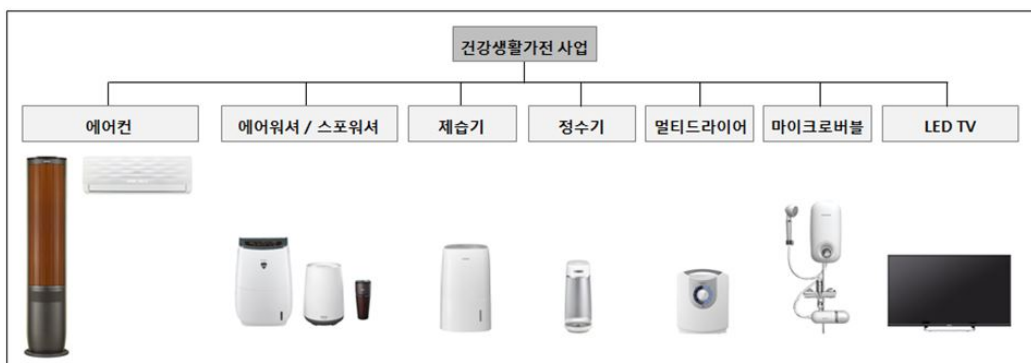 건강생활가전 사업
에어컨
에어워셔 / 스포워셔
제습기
정수기
멀티드라이어
마이크로버블
LED TV